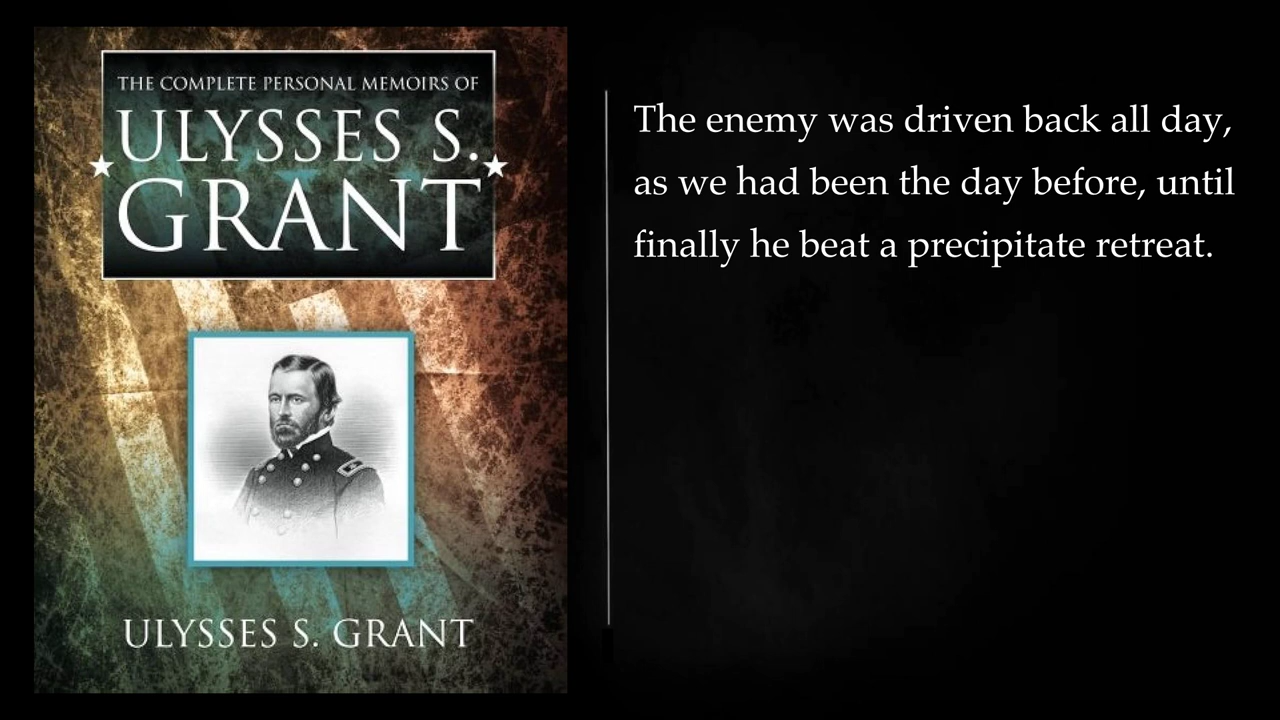 THE COMPLETE PERSONAL MEMOIRS OF
ULYSSES S.
GRANT
ULYSSES S. GRANT
The enemy was driven back all day,
as we had been the day before, until
finally he beat a precipitate retreat.